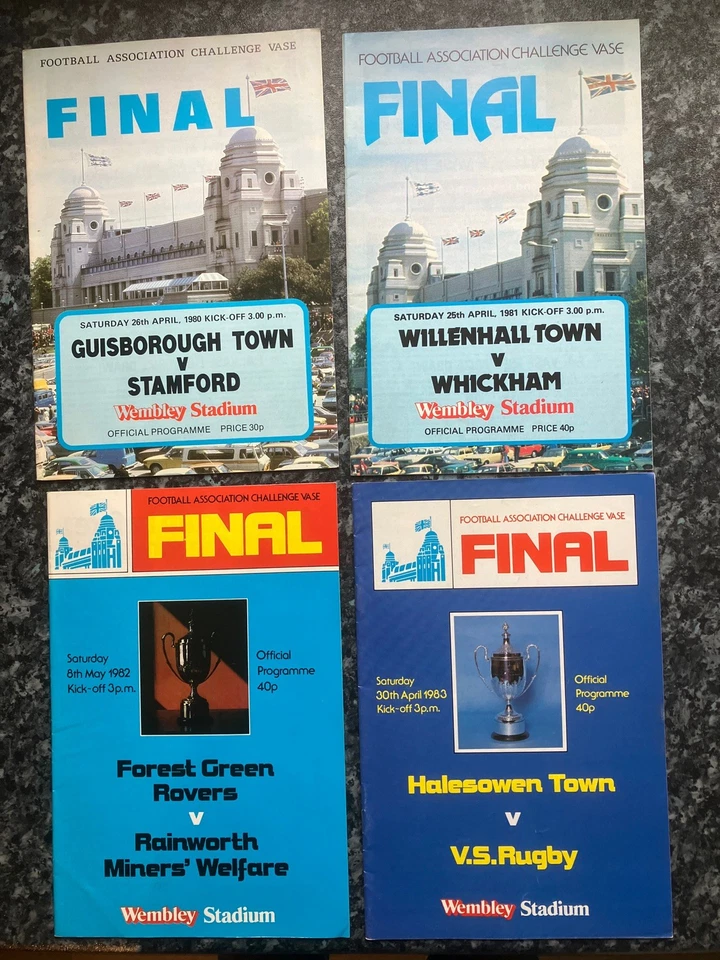 FOOTBALL ASSOCIATION CHALLENGE VASE
FINAL
SATURDAY 26th APRIL, 1980 KICK-OFF 3.00 p.m.
GUISBOROUGH TOWN
V
STAMFORD
Wembley Stadium
OFFICIAL PROGRAMME PRICE 30p
FOOTBALL ASSOCIATION CHALLENGE VASE
FINAL
SATURDAY 25th APRIL, 1981 KICK-OFF 3.00 p.m.
WILLENHALL TOWN
V
WHICKHAM
Wembley Stadium
OFFICIAL PROGRAMME PRICE 40p
FOOTBALL ASSOCIATION CHALLENGE VASE
FINAL
Saturday
8th May 1982
Kick-off 3p.m.
Official
Programme
40p
Forest Green
Rovers
v
Rainworth
Miners' Welfare
Wembley Stadium
FOOTBALL ASSOCIATION CHALLENGE VASE
FINAL
Saturday
30th April 1983
Kick-off 3p.m.
Official
Programme
40p
Halesowen Town
v
V.S.Rugby
Wembley Stadium